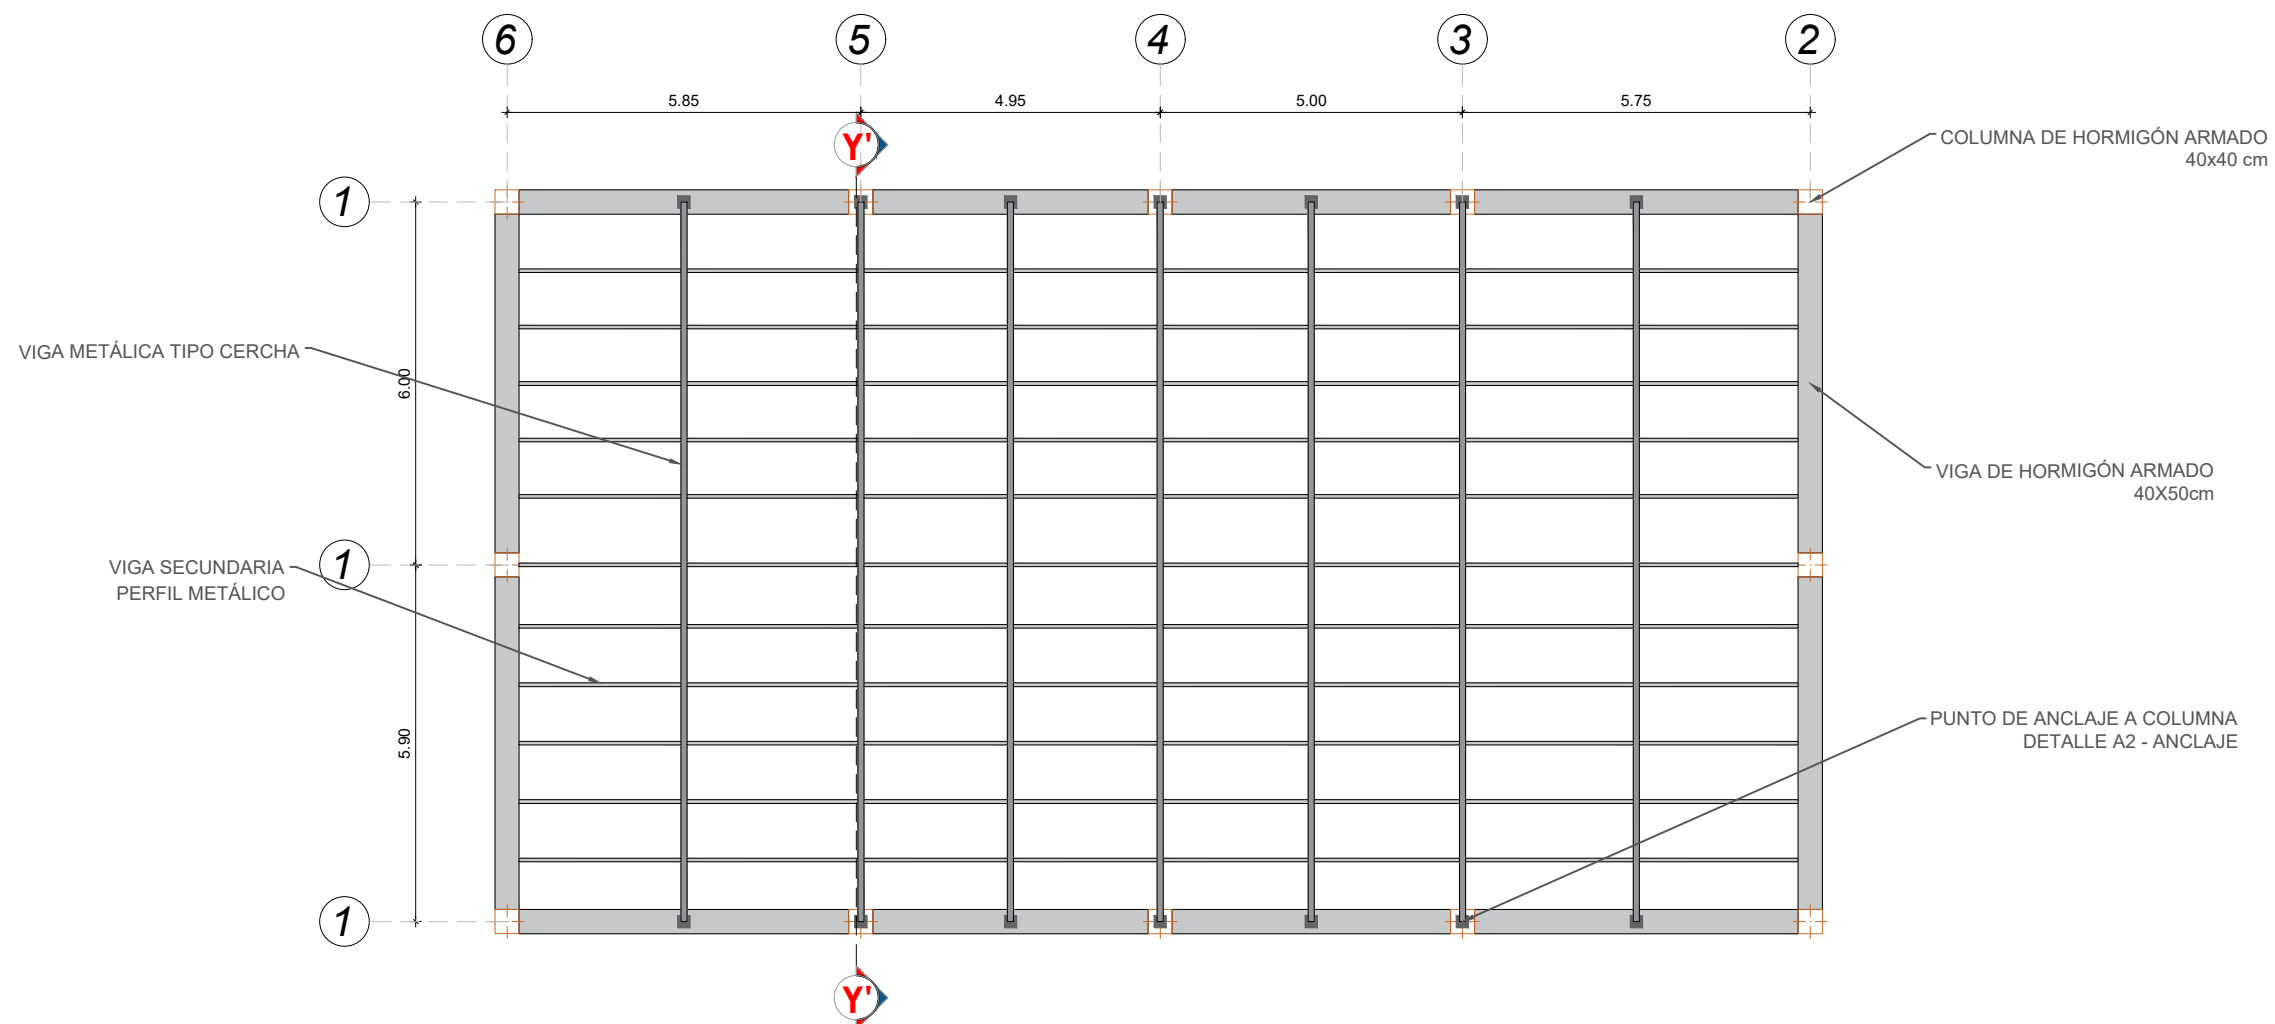 6
5
4
3
2
5.85
4.95
5.00
5.75
Y'
COLUMNA DE HORMIGÓN ARMADO
40x40 cm
1
VIGA METÁLICA TIPO CERCHA
6.00
VIGA DE HORMIGÓN ARMADO
40X50cm
1
VIGA SECUNDARIA
PERFIL METÁLICO
PUNTO DE ANCLAJE A COLUMNA
DETALLE A2 - ANCLAJE
5.90
1
Y'